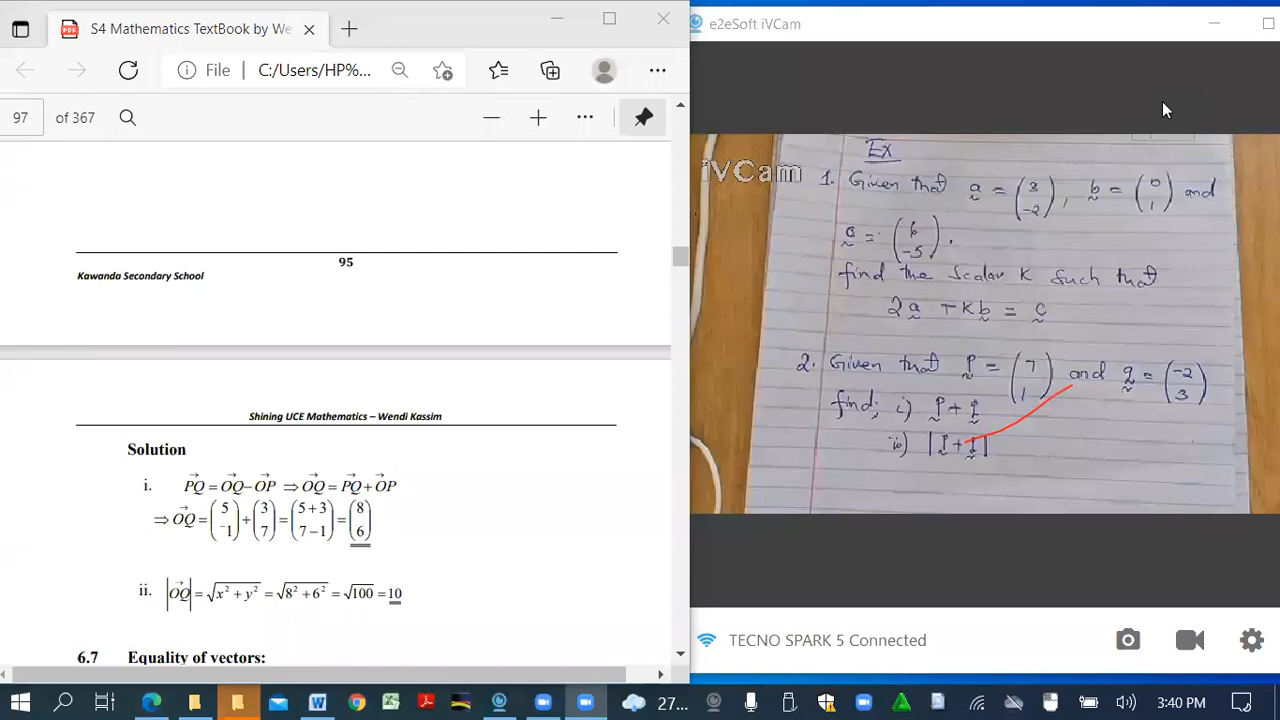 S4 Mathematics TextBook by We
e2eSoft iVCam
File
C:/Users/HP%...
97 of 367
95
Kawanda Secondary School
Shining UCE Mathematics – Wendi Kassim
Solution
i. PQ = OQ − OP ⇒ OQ = PQ + OP
⇒ OQ = (5 -1) + (3 7) = (5+3 7−1) = (8 6)
ii. |OQ| = √x² + y² = √8² + 6² = √100 = 10
6.7 Equality of vectors:
iVCam
Ex
1. Given that a = (3 -2), b = (0 1) and
= (6 -5).
find the scalar K such that
2a + Kb = c
2. Given that P = (7 1) and q = (-2 3)
find; i) P + q
ii) |P + q|
TECNO SPARK 5 Connected
27...
3:40 PM